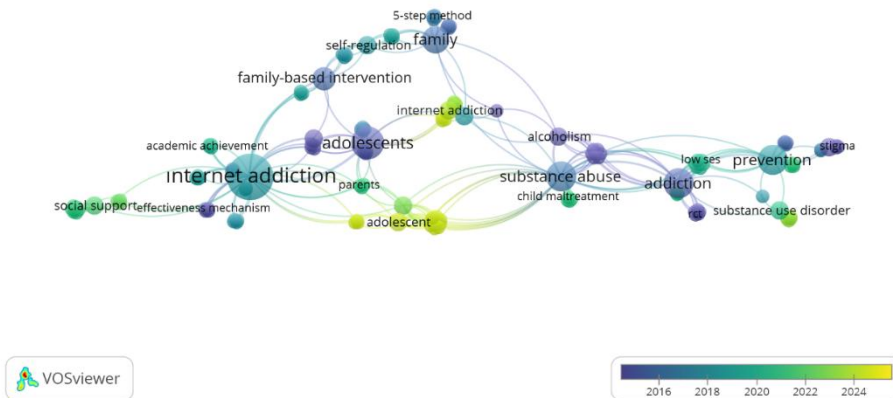 5-step method
family
self-regulation
family-based intervention
internet addiction
alcoholism
adolescents
academic achievement
stigma
low ses
prevention
internet addiction
substance abuse
addiction
parents
child maltreatment
social support
effectiveness mechanism
rct
substance use disorder
adolescent
VOSviewer
2016 2018 2020 2022 2024